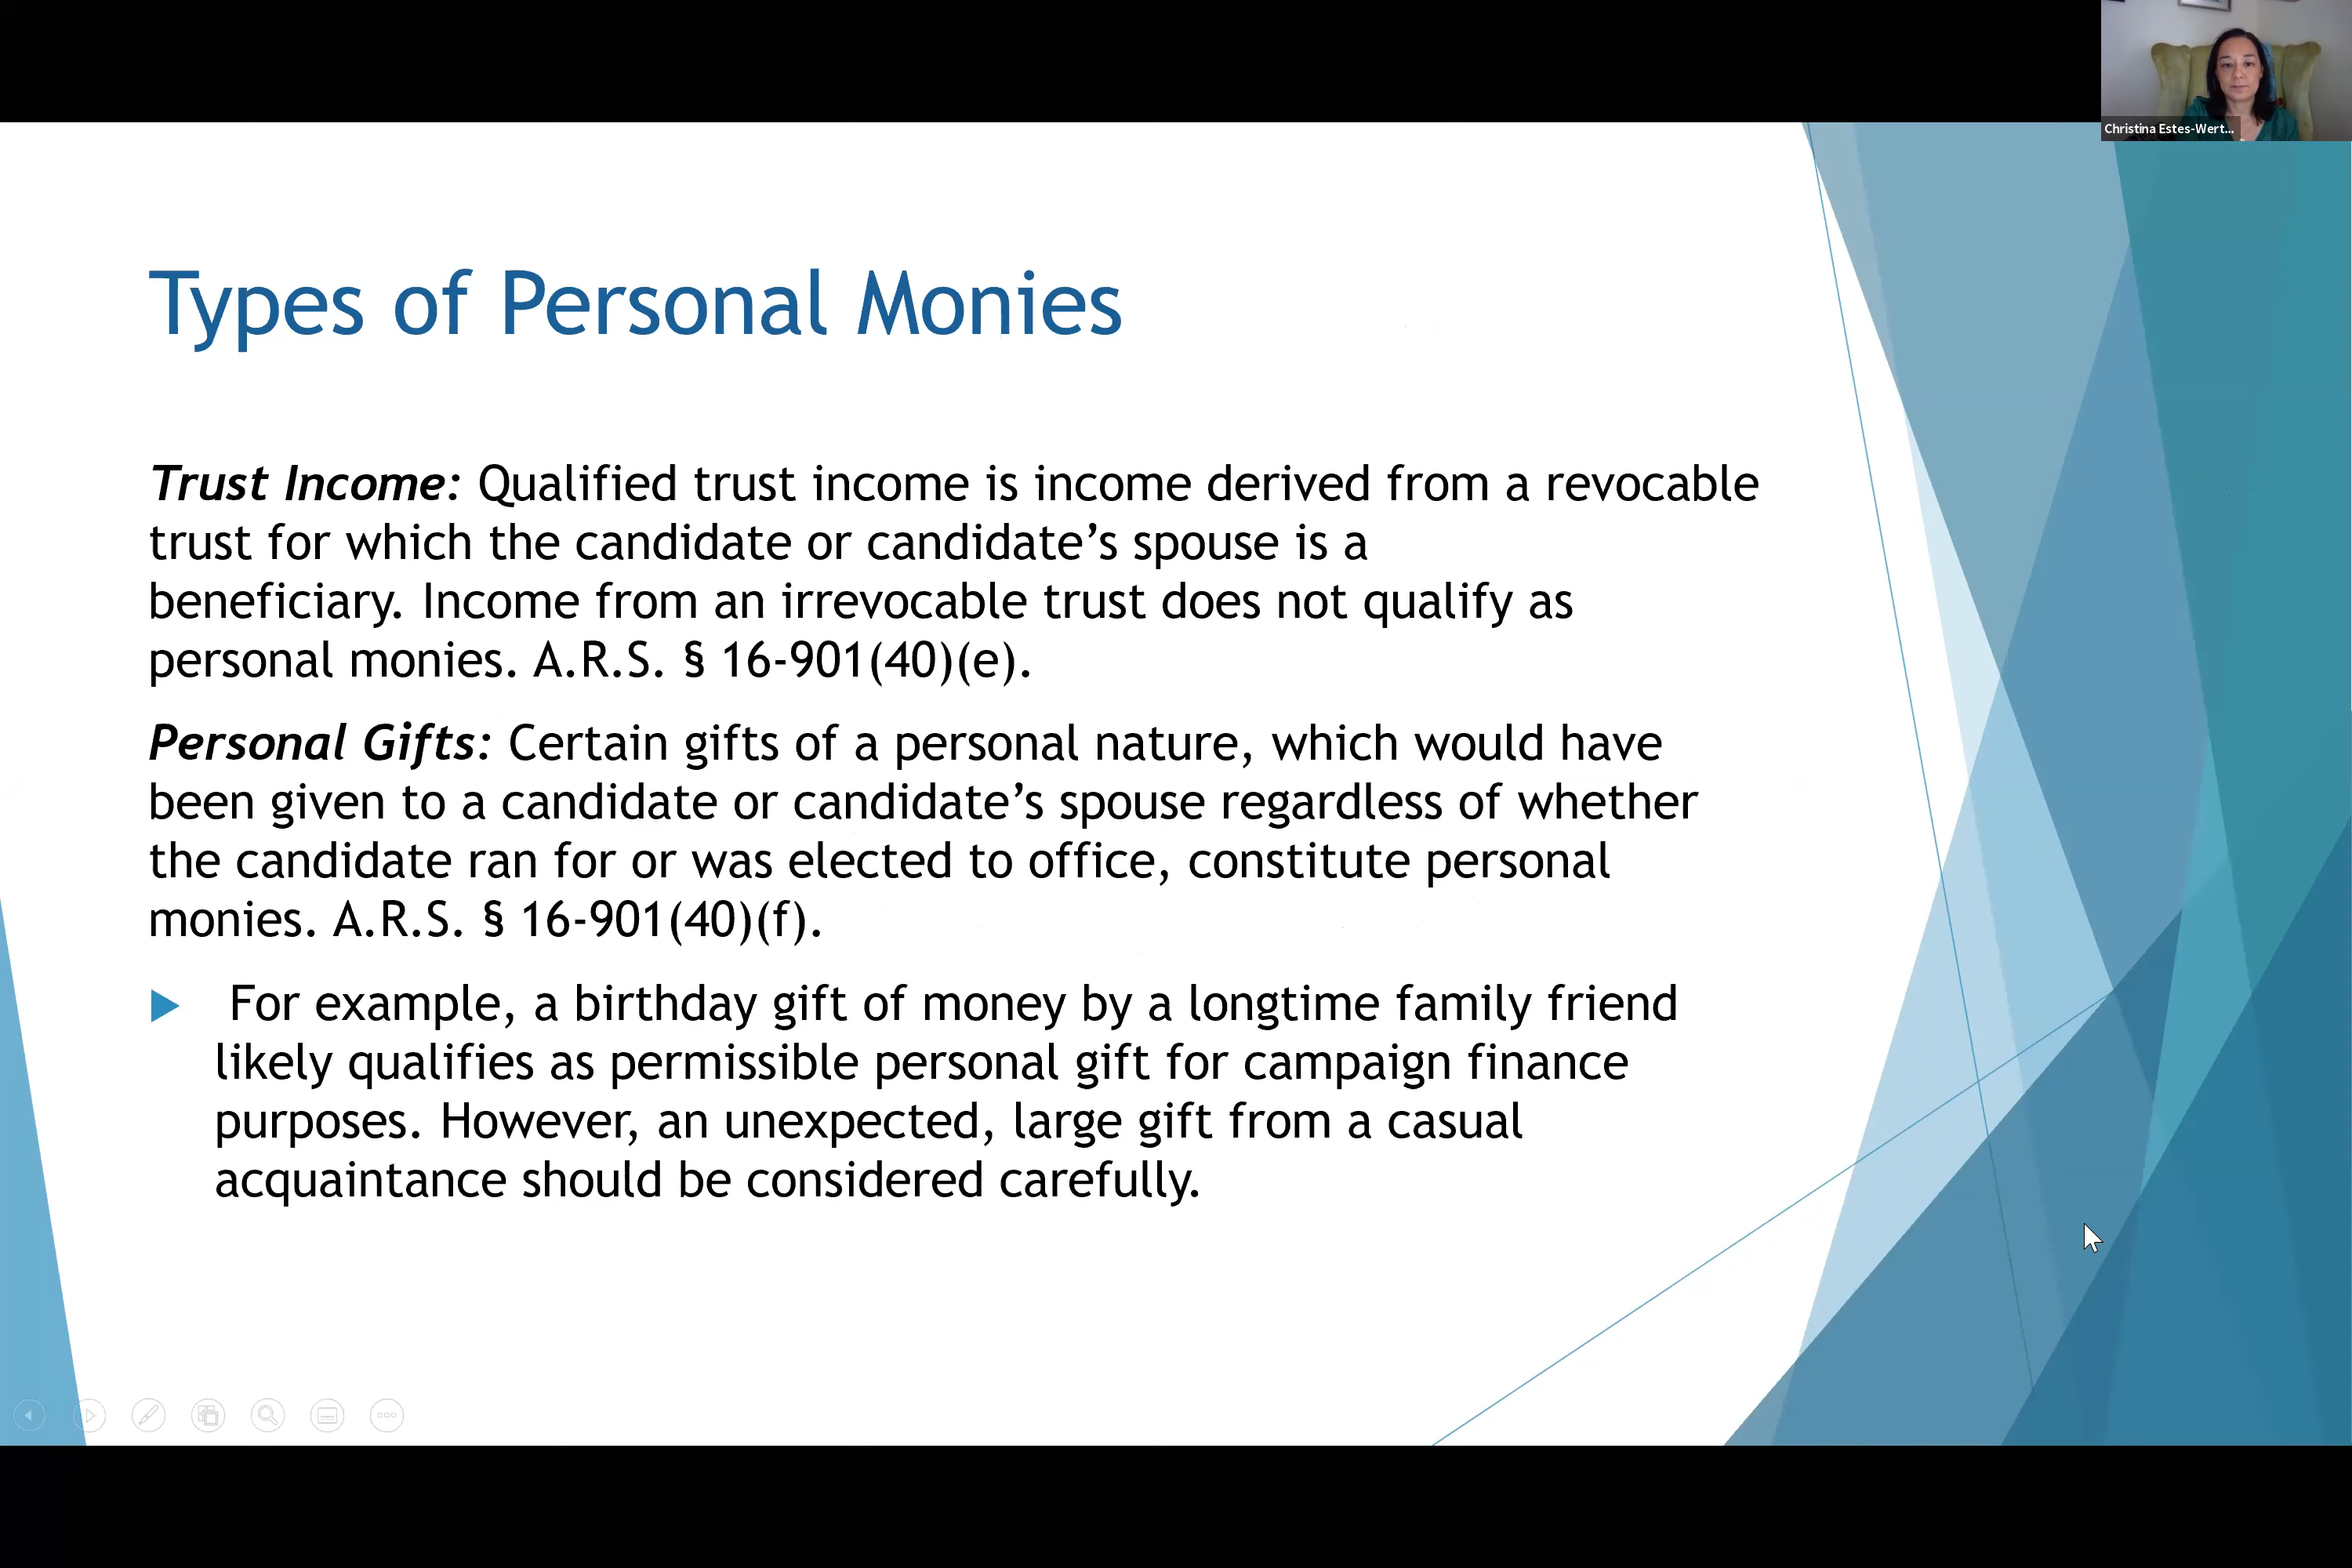 Christina Estes-Wert...
Types of Personal Monies
Trust Income: Qualified trust income is income derived from a revocable
trust for which the candidate or candidate’s spouse is a
beneficiary. Income from an irrevocable trust does not qualify as
personal monies. A.R.S. § 16-901(40)(e).
Personal Gifts: Certain gifts of a personal nature, which would have
been given to a candidate or candidate’s spouse regardless of whether
the candidate ran for or was elected to office, constitute personal
monies. A.R.S. § 16-901(40)(f).
For example, a birthday gift of money by a longtime family friend
likely qualifies as permissible personal gift for campaign finance
purposes. However, an unexpected, large gift from a casual
acquaintance should be considered carefully.